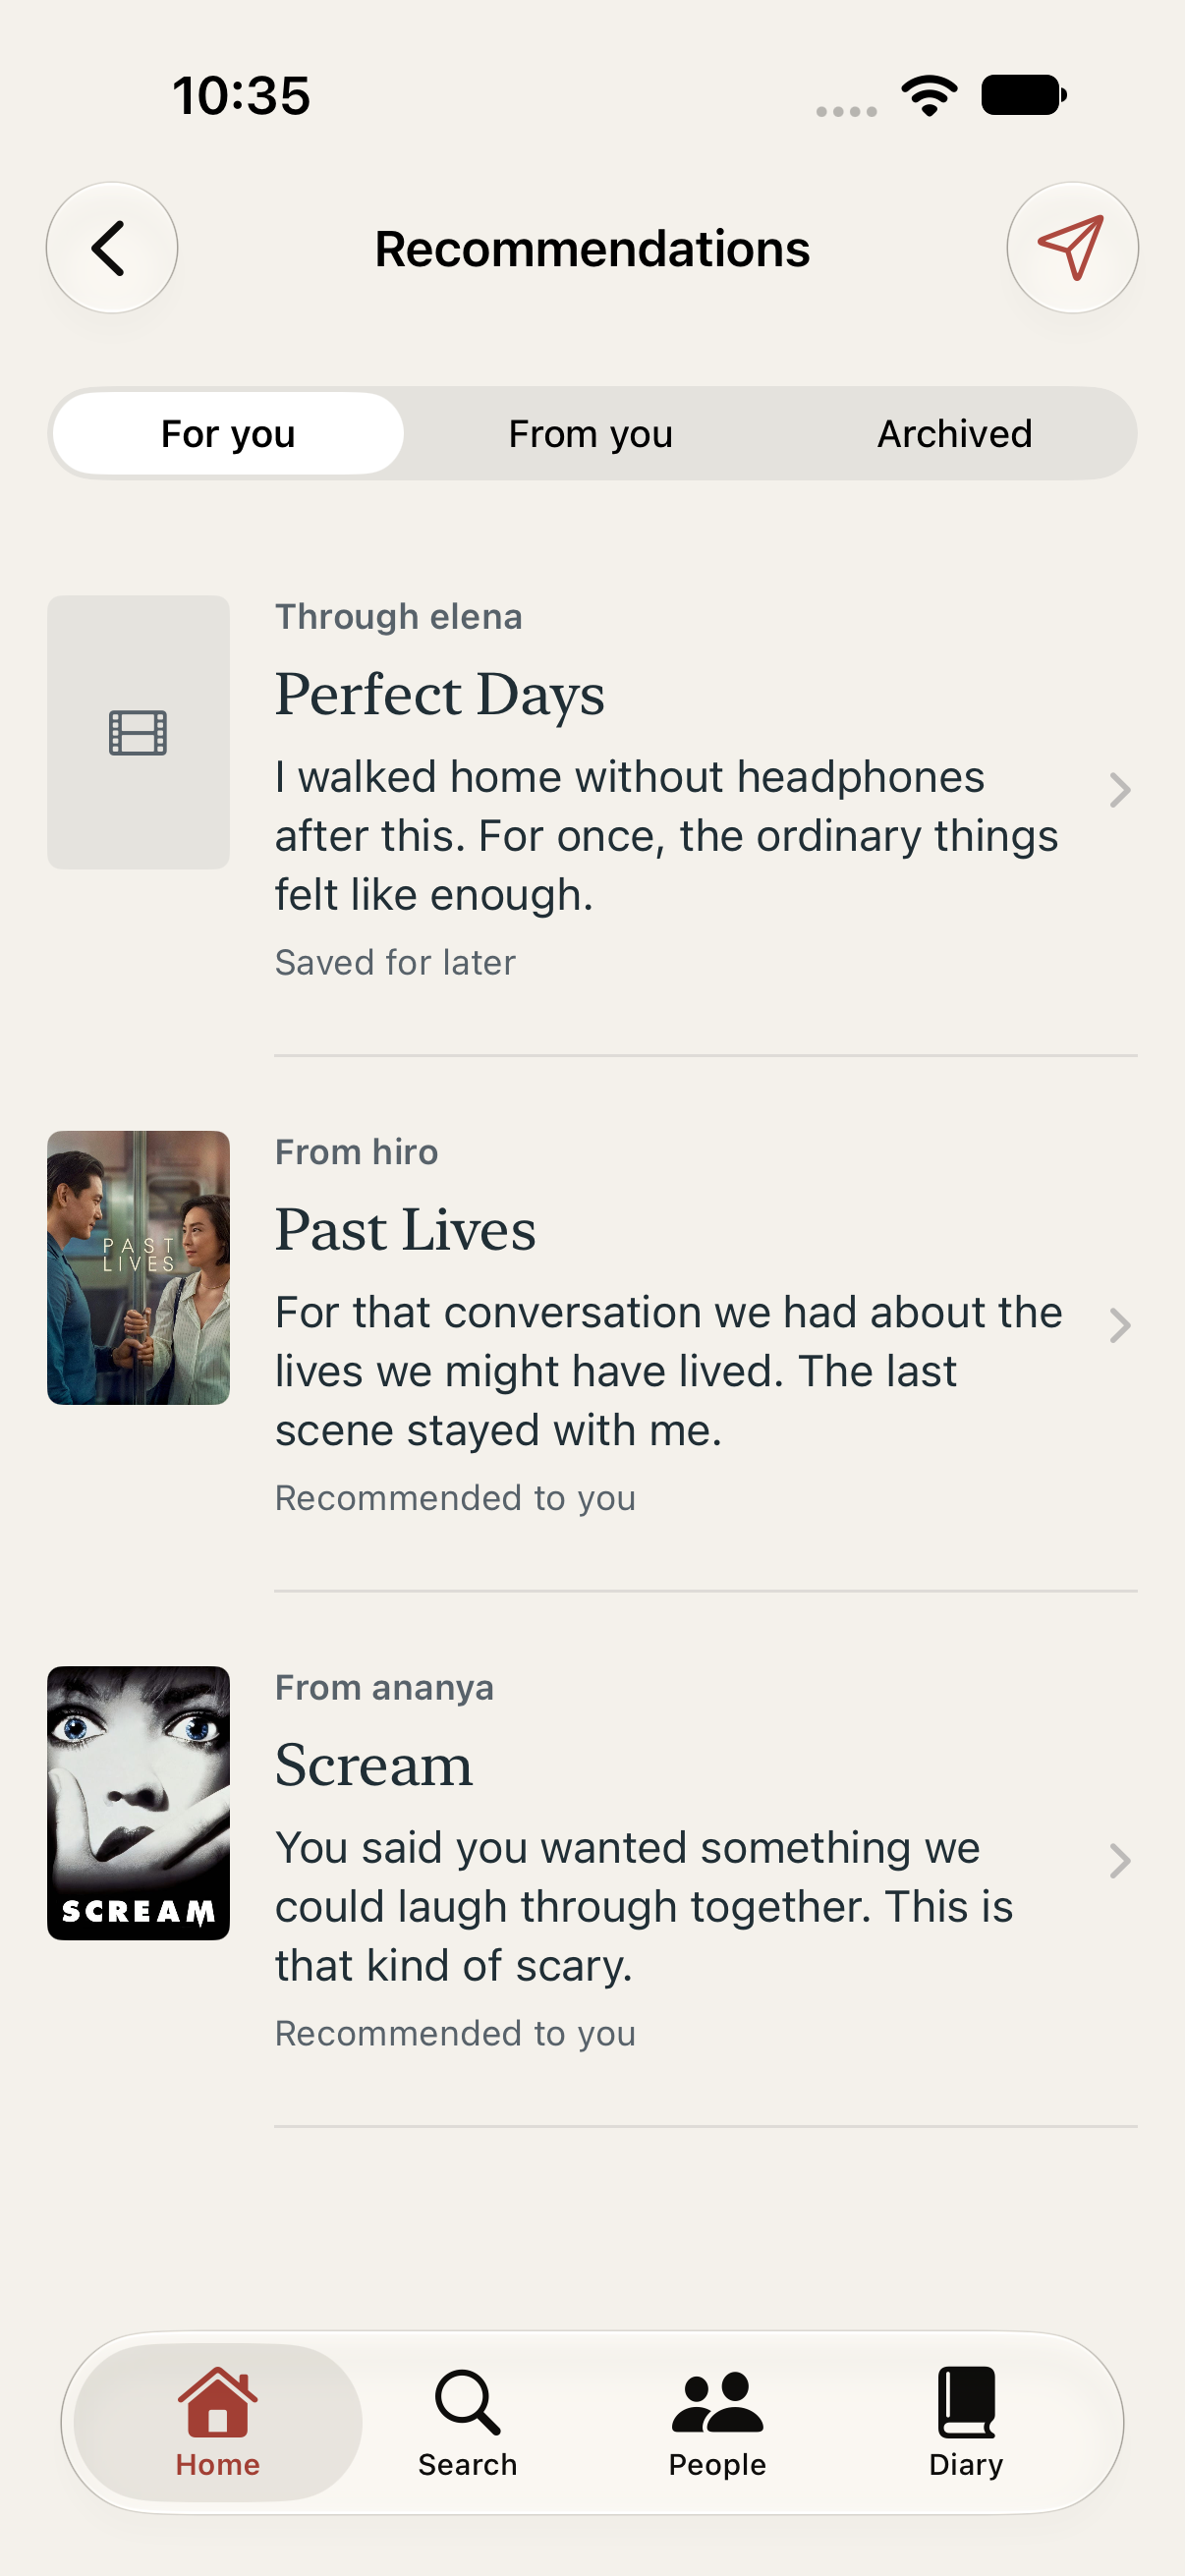 10:35
Recommendations
For you
From you
Archived
Through elena
Perfect Days
I walked home without headphones
after this. For once, the ordinary things
felt like enough.
Saved for later
PAST
LIVES
From hiro
Past Lives
For that conversation we had about the
lives we might have lived. The last
scene stayed with me.
Recommended to you
SCREAM
From ananya
Scream
You said you wanted something we
could laugh through together. This is
that kind of scary.
Recommended to you
Home
Search
People
Diary